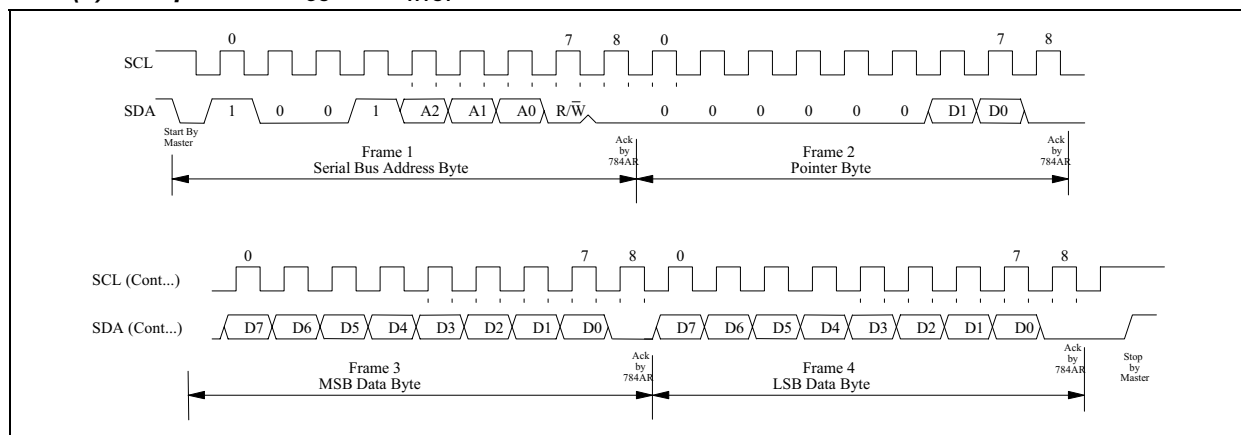 0 7 8 0 7 8
SCL
SDA 1 0 0 1 A2 A1 A0 R/W̅ 0 0 0 0 0 0 D1 D0
Start By
Master
Ack
by
784AR
Ack
by
784AR
Frame 1
Serial Bus Address Byte
Frame 2
Pointer Byte
0 7 8 0 7 8
SCL (Cont...)
SDA (Cont...) D7 D6 D5 D4 D3 D2 D1 D0 D7 D6 D5 D4 D3 D2 D1 D0
Ack
by
784AR
Ack
by
784AR
Stop
by
Master
Frame 3
MSB Data Byte
Frame 4
LSB Data Byte